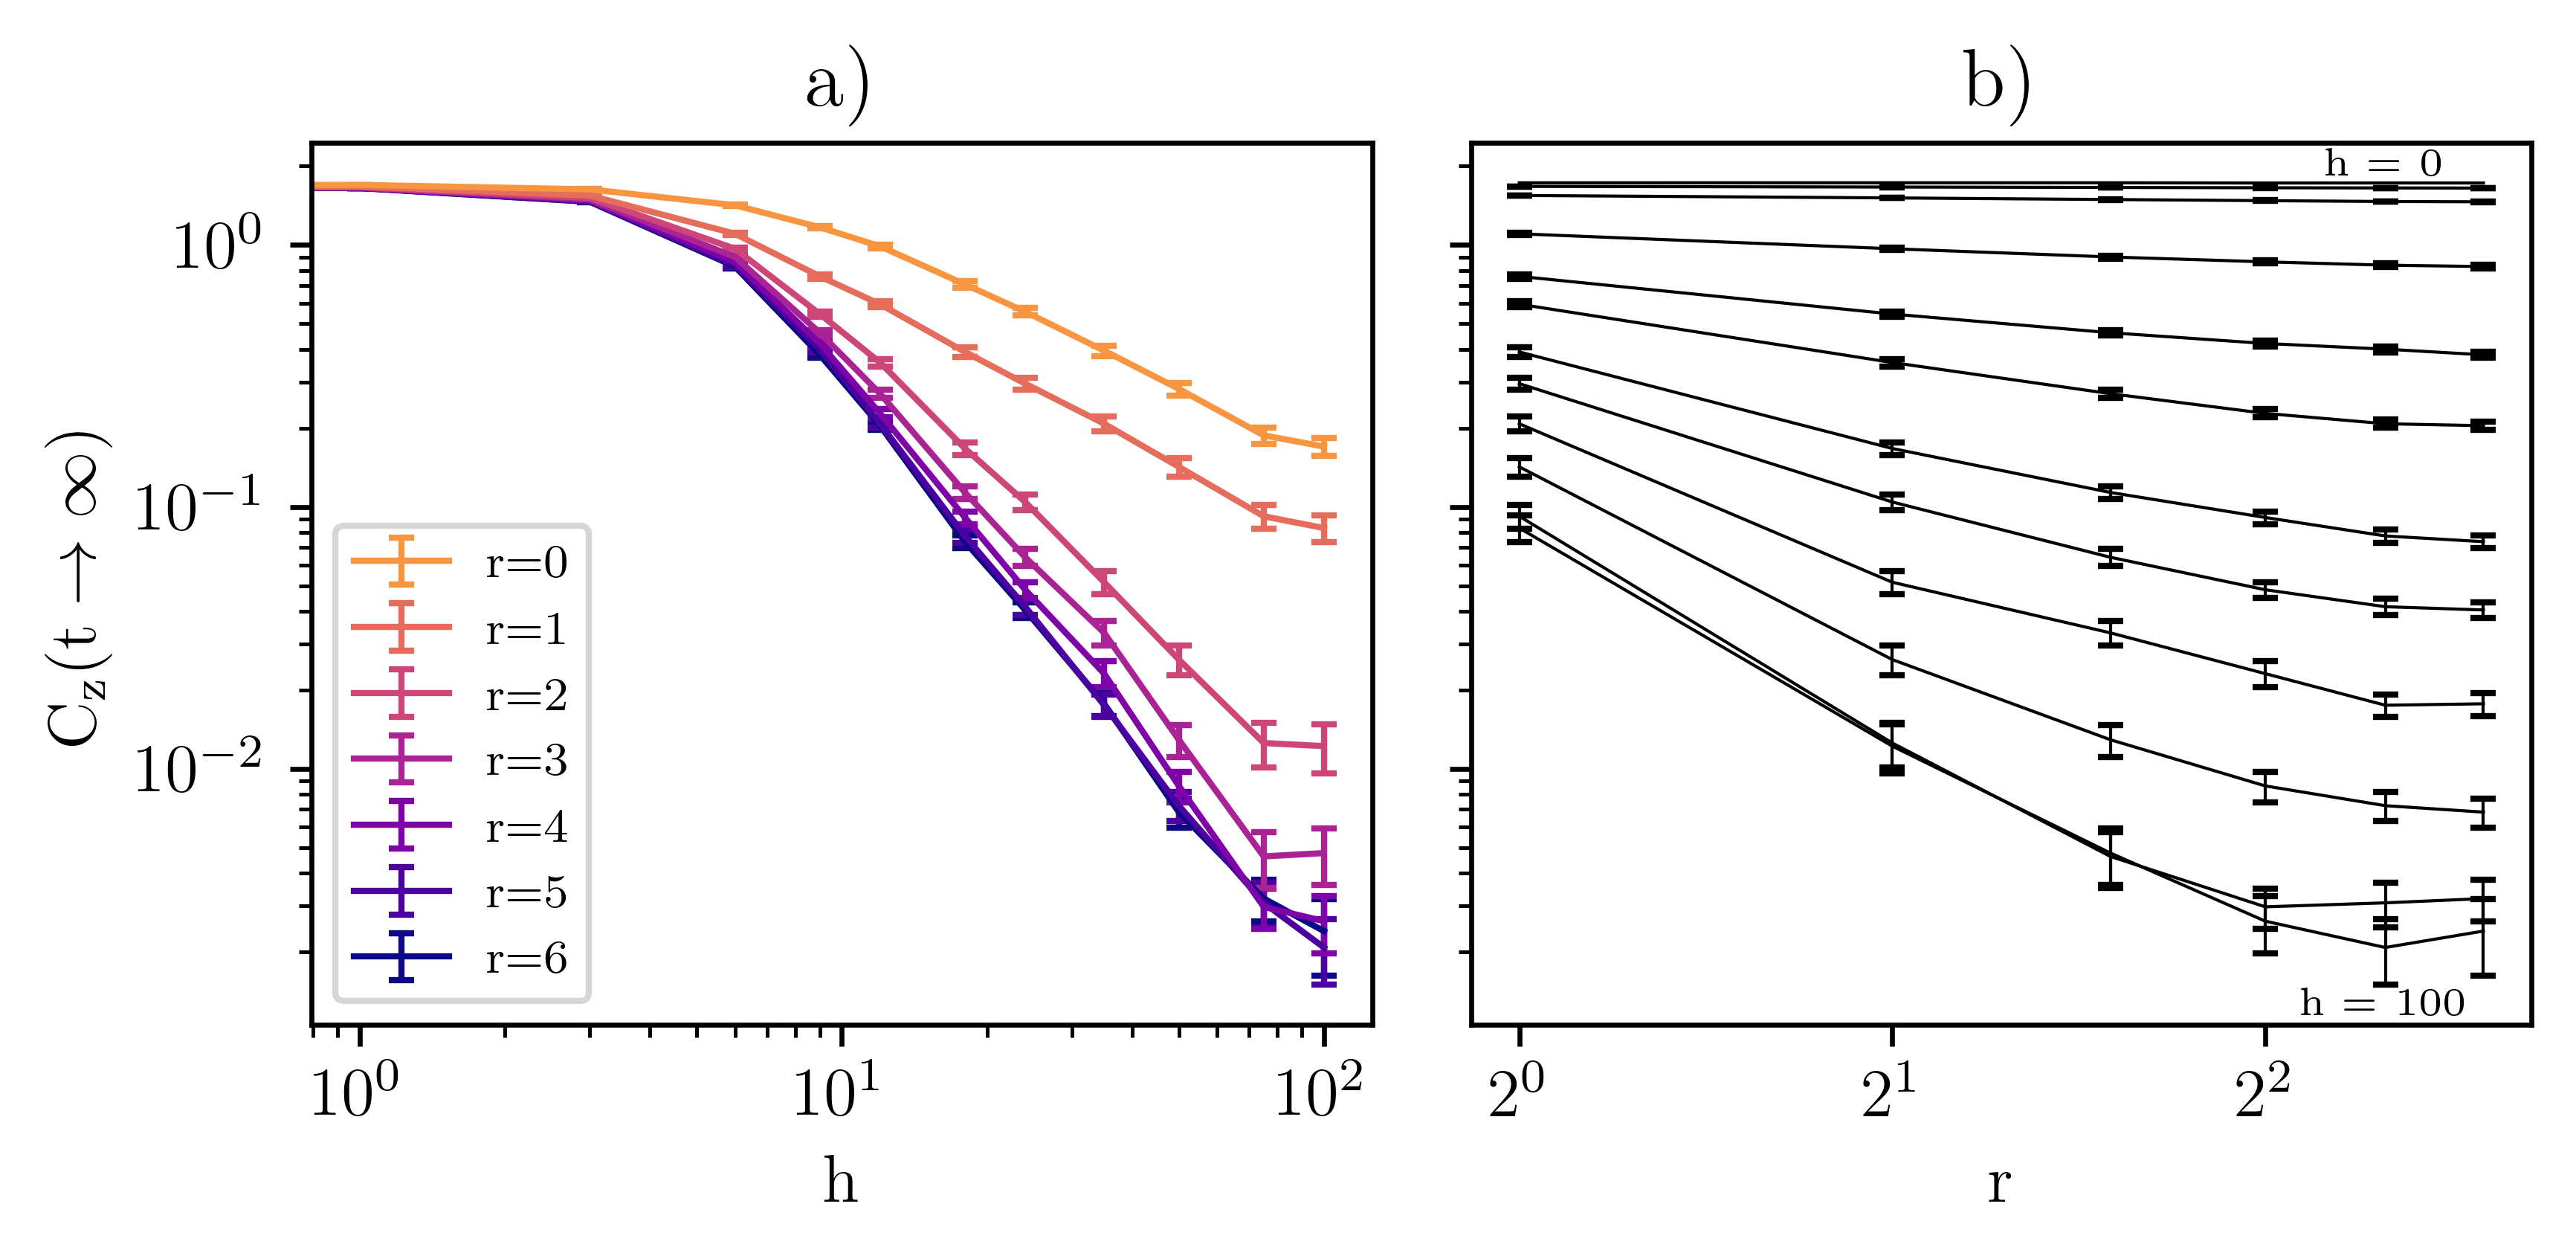 a)
b)
C_z(t → ∞)
10^0
10^{-1}
10^{-2}
r=0
r=1
r=2
r=3
r=4
r=5
r=6
10^0 10^1 10^2
h
h = 0
h = 100
2^0 2^1 2^2
r